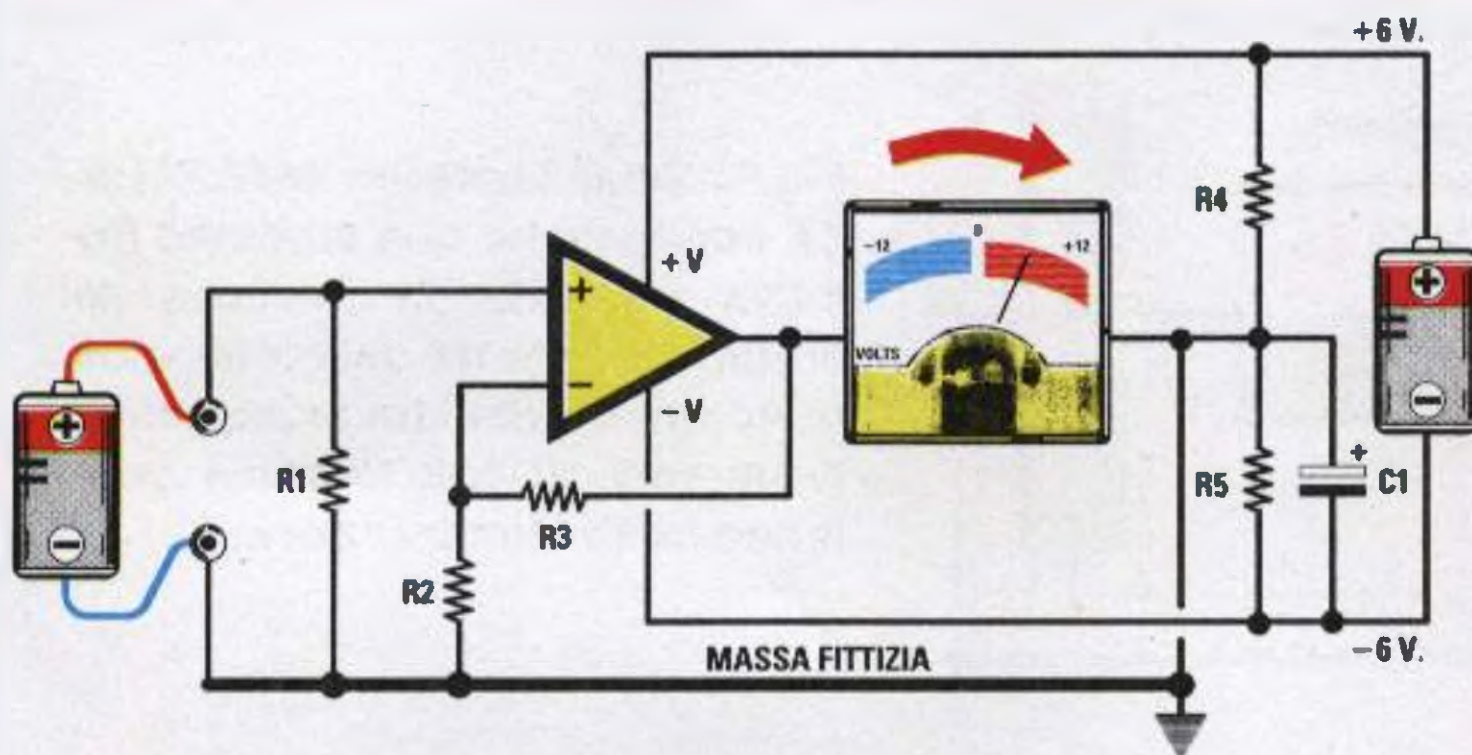 +6 V.
R4
-12
0
+12
+ V
+
VOLTS
+
+
−
− V
−
−
R1
R3
R5
+
C1
R2
MASSA FITTIZIA
−6 V.